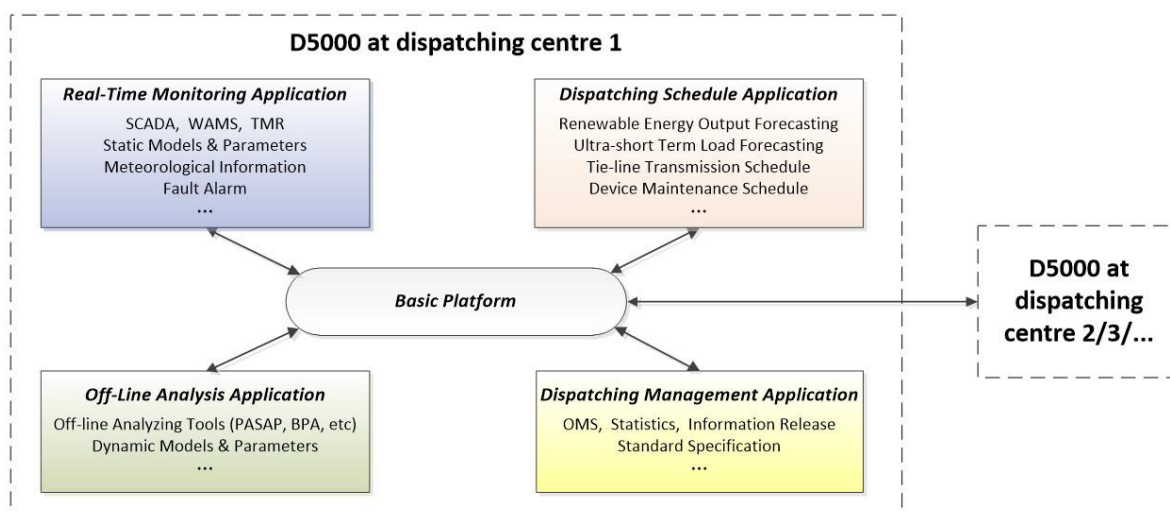 D5000 at dispatching centre 1
Real-Time Monitoring Application
SCADA, WAMS, TMR
Static Models & Parameters
Meteorological Information
Fault Alarm
...
Dispatching Schedule Application
Renewable Energy Output Forecasting
Ultra-short Term Load Forecasting
Tie-line Transmission Schedule
Device Maintenance Schedule
...
Basic Platform
D5000 at
dispatching
centre 2/3/...
Off-Line Analysis Application
Off-line Analyzing Tools (PASAP, BPA, etc)
Dynamic Models & Parameters
...
Dispatching Management Application
OMS, Statistics, Information Release
Standard Specification
...